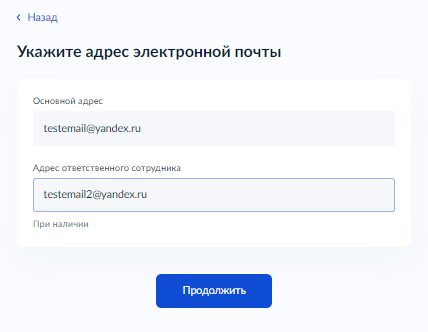 Назад
Укажите адрес электронной почты
Основной адрес
testemail@yandex.ru
Адрес ответственного сотрудника
testemail2@yandex.ru
При наличии
Продолжить